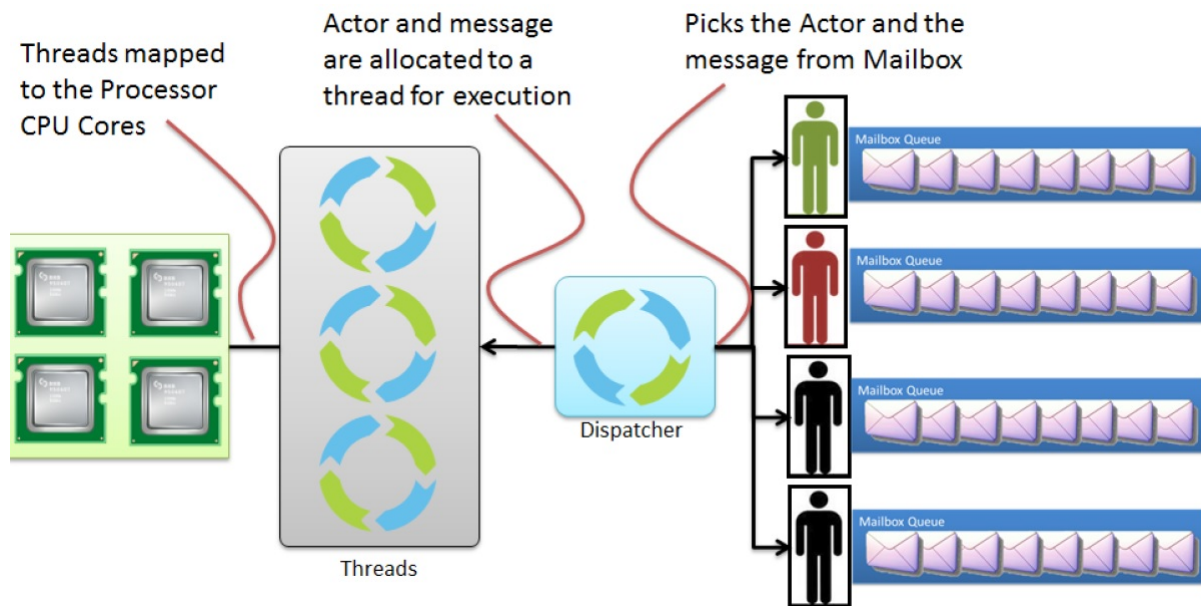 Threads mapped
to the Processor
CPU Cores
Actor and message
are allocated to a
thread for execution
Picks the Actor and the
message from Mailbox
Mailbox Queue
Mailbox Queue
Mailbox Queue
Mailbox Queue
Dispatcher
Threads